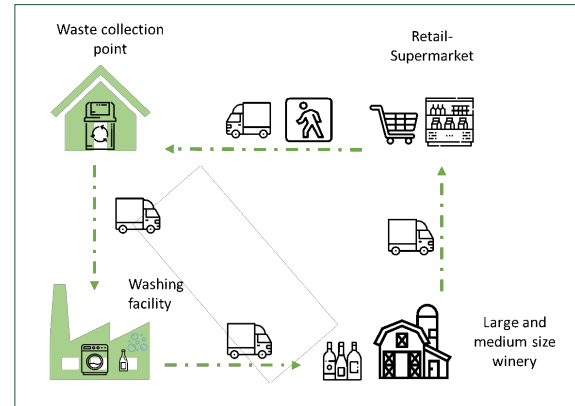 Waste collection
point
Retail-
Supermarket
Washing
facility
Large and
medium size
winery